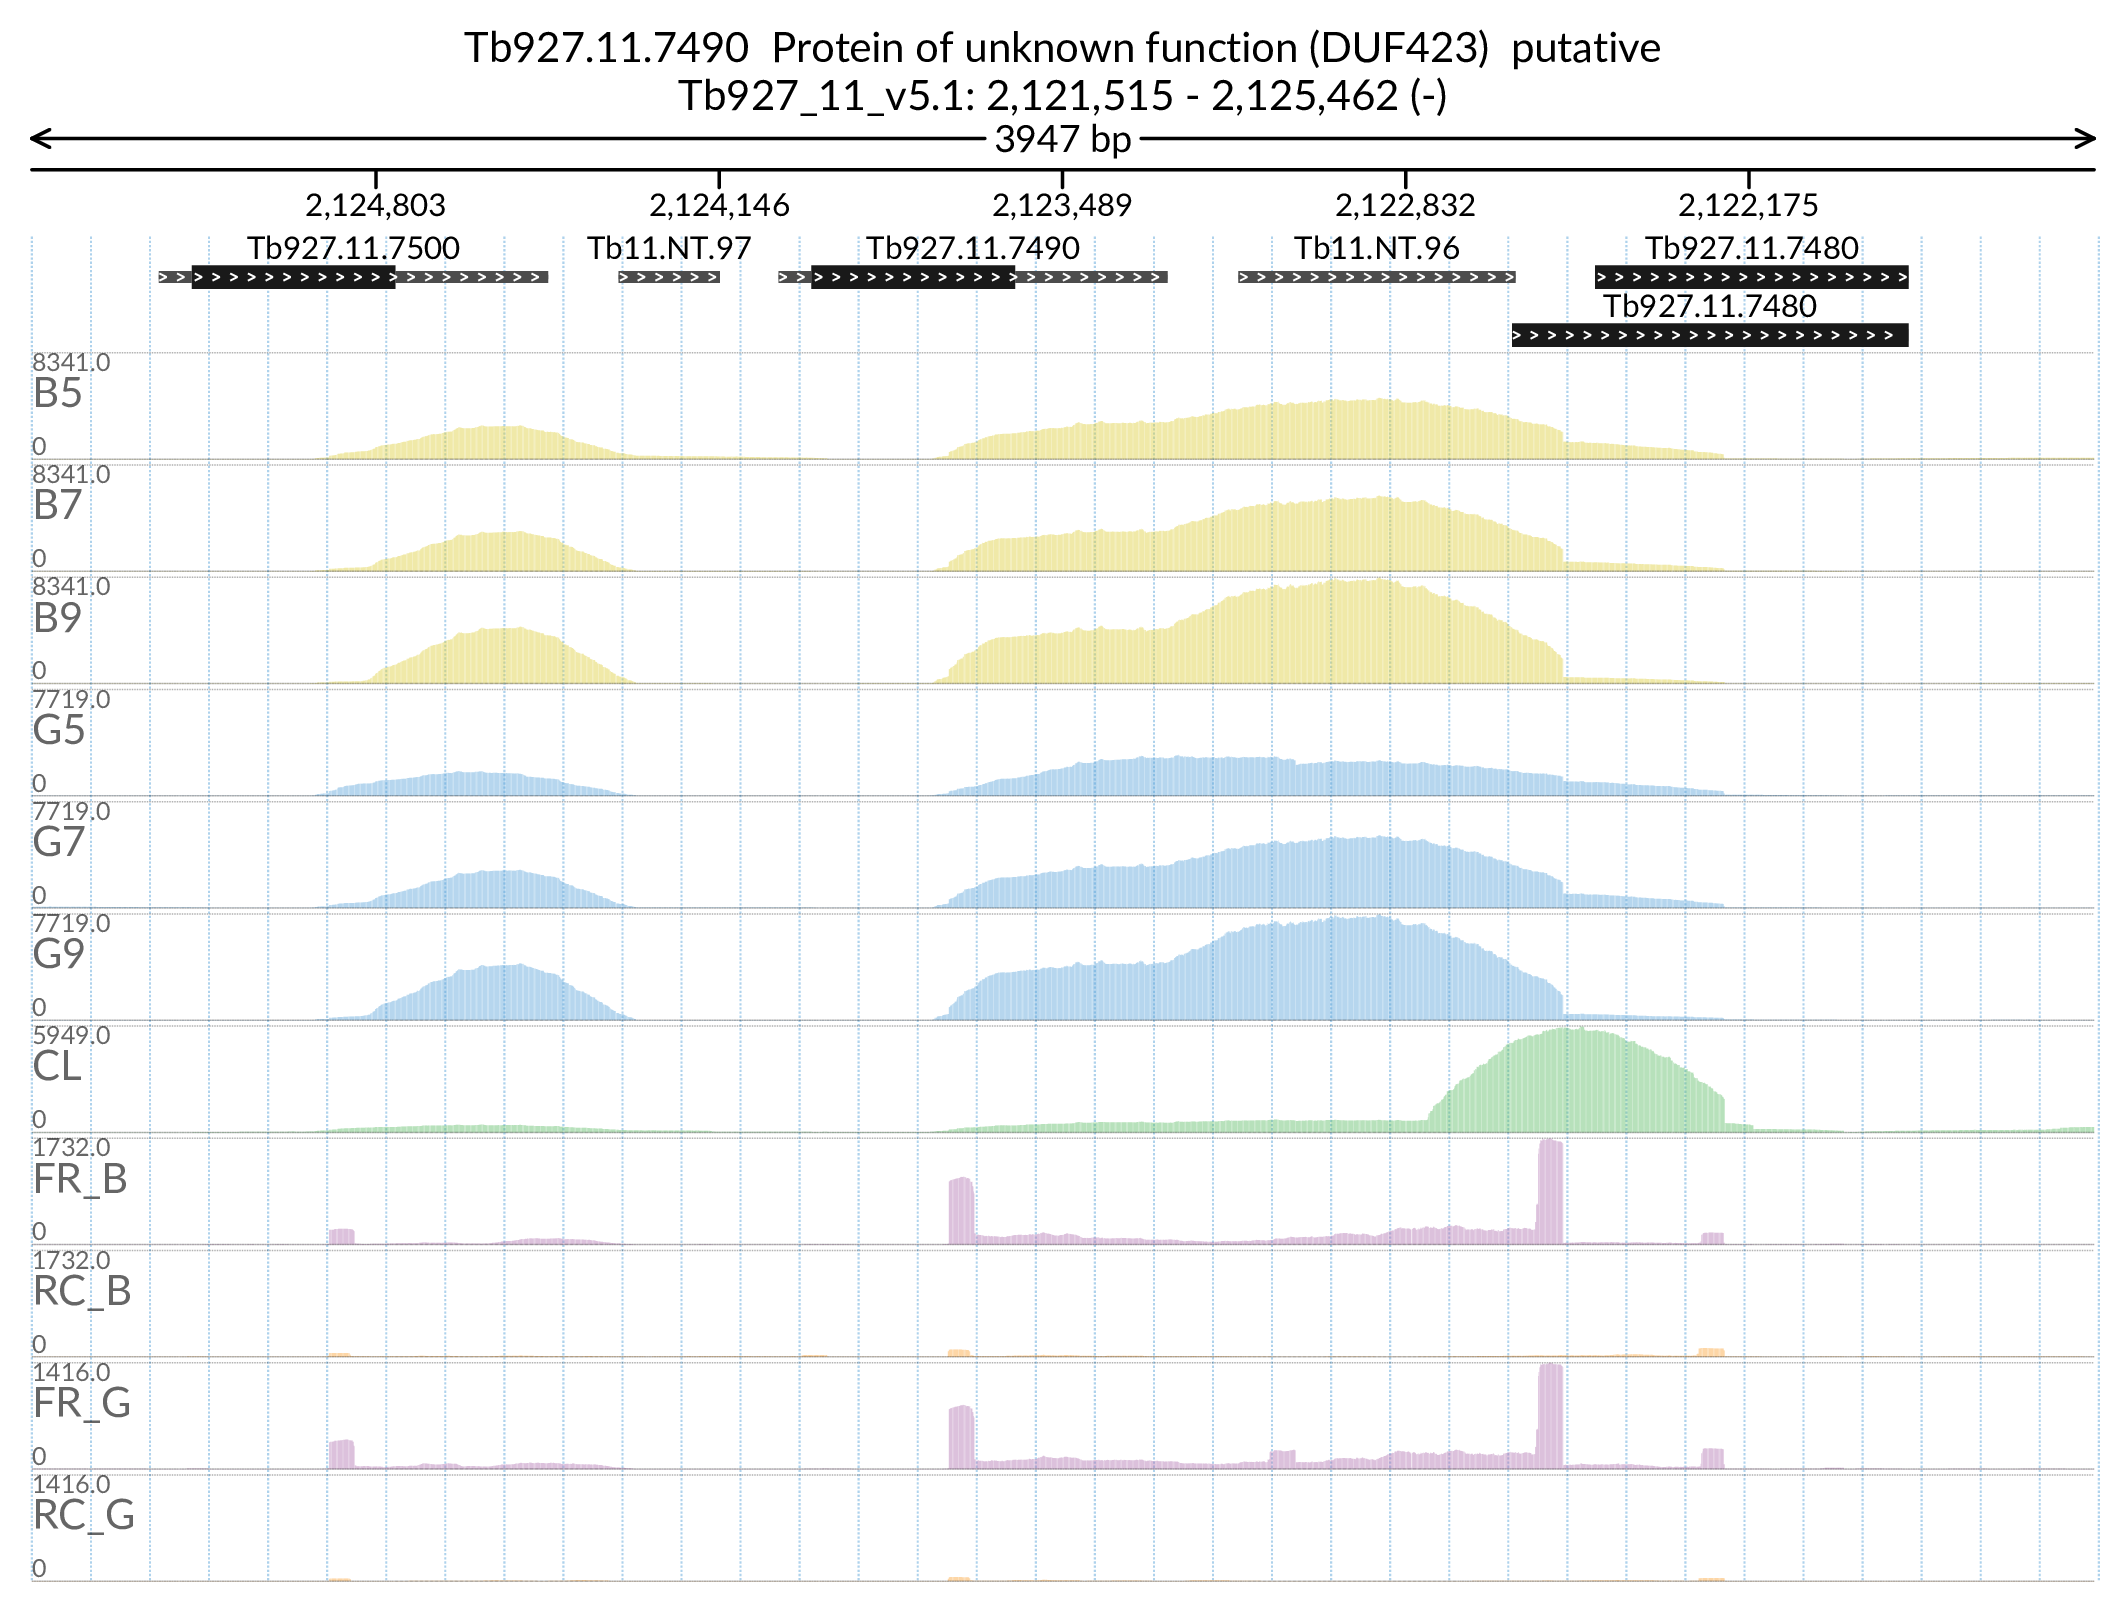 Tb927.11.7490  Protein of unknown function (DUF423)  putative
Tb927_11_v5.1: 2,121,515 - 2,125,462 (-)
3947 bp
2,124,803 2,124,146 2,123,489 2,122,832 2,122,175
Tb927.11.7500 Tb11.NT.97 Tb927.11.7490 Tb11.NT.96 Tb927.11.7480
Tb927.11.7480
8341.0
B5
0
8341.0
B7
0
8341.0
B9
0
7719.0
G5
0
7719.0
G7
0
7719.0
G9
0
5949.0
CL
0
1732.0
FR_B
0
1732.0
RC_B
0
1416.0
FR_G
0
1416.0
RC_G
0